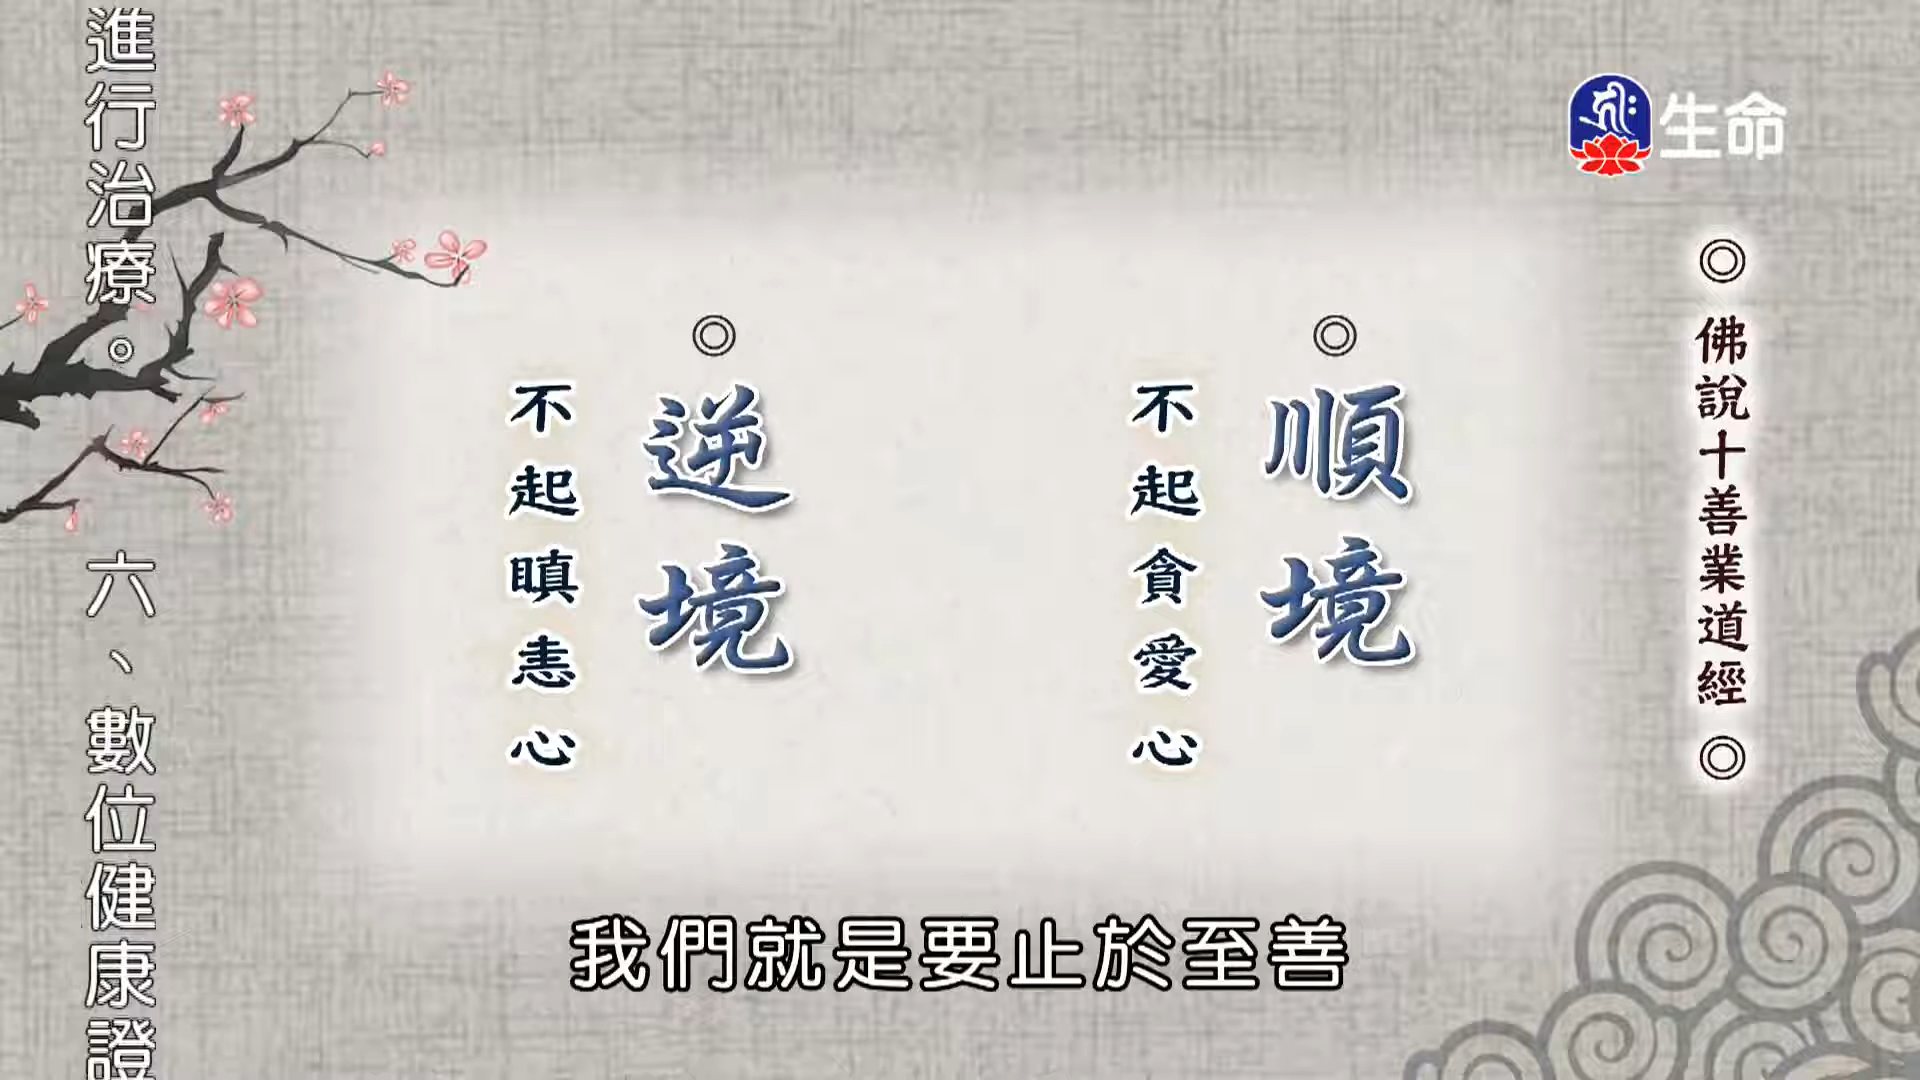 生命
◎佛說十善業道經◎
◎順境
不起貪愛心
◎逆境
不起瞋恚心
進行治療。 六、數位健康證
我們就是要止於至善